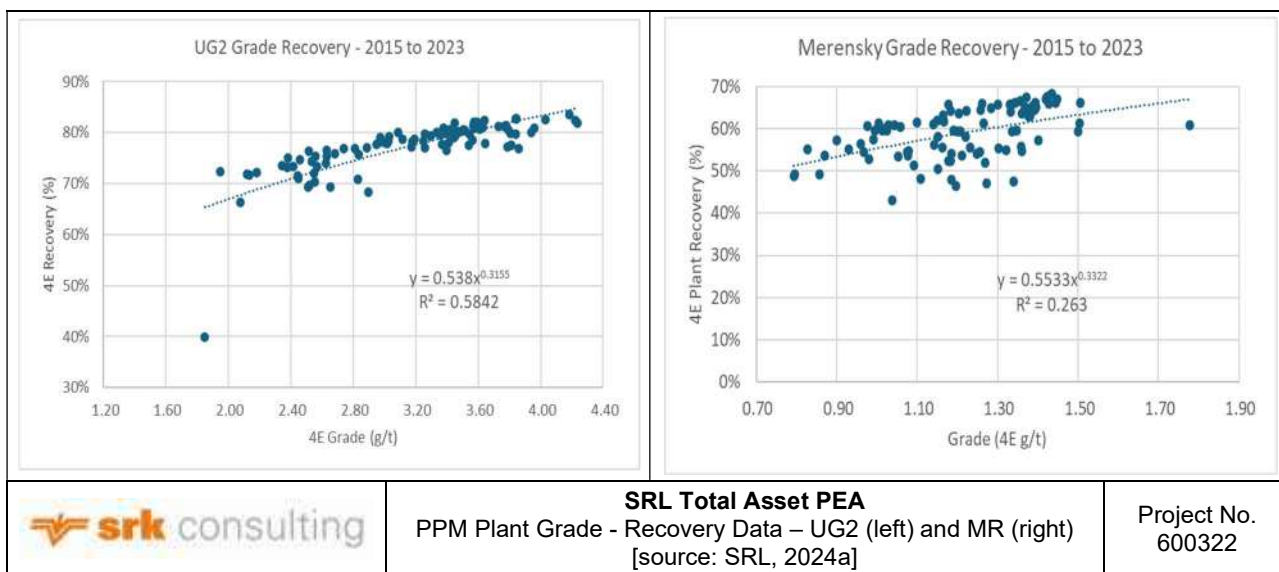 UG2 Grade Recovery - 2015 to 2023
90%
80%
70%
60%
50%
40%
30%
4E Recovery (%)
y = 0.538x^0.3155
R² = 0.5842
1.20 1.60 2.00 2.40 2.80 3.20 3.60 4.00 4.40
4E Grade (g/t)
Merensky Grade Recovery - 2015 to 2023
70%
60%
50%
40%
30%
20%
10%
0%
4E Plant Recovery (%)
y = 0.5533x^0.3322
R² = 0.263
0.70 0.90 1.10 1.30 1.50 1.70 1.90
Grade (4E g/t)
srk consulting
SRL Total Asset PEA
PPM Plant Grade - Recovery Data – UG2 (left) and MR (right)
[source: SRL, 2024a]
Project No.
600322